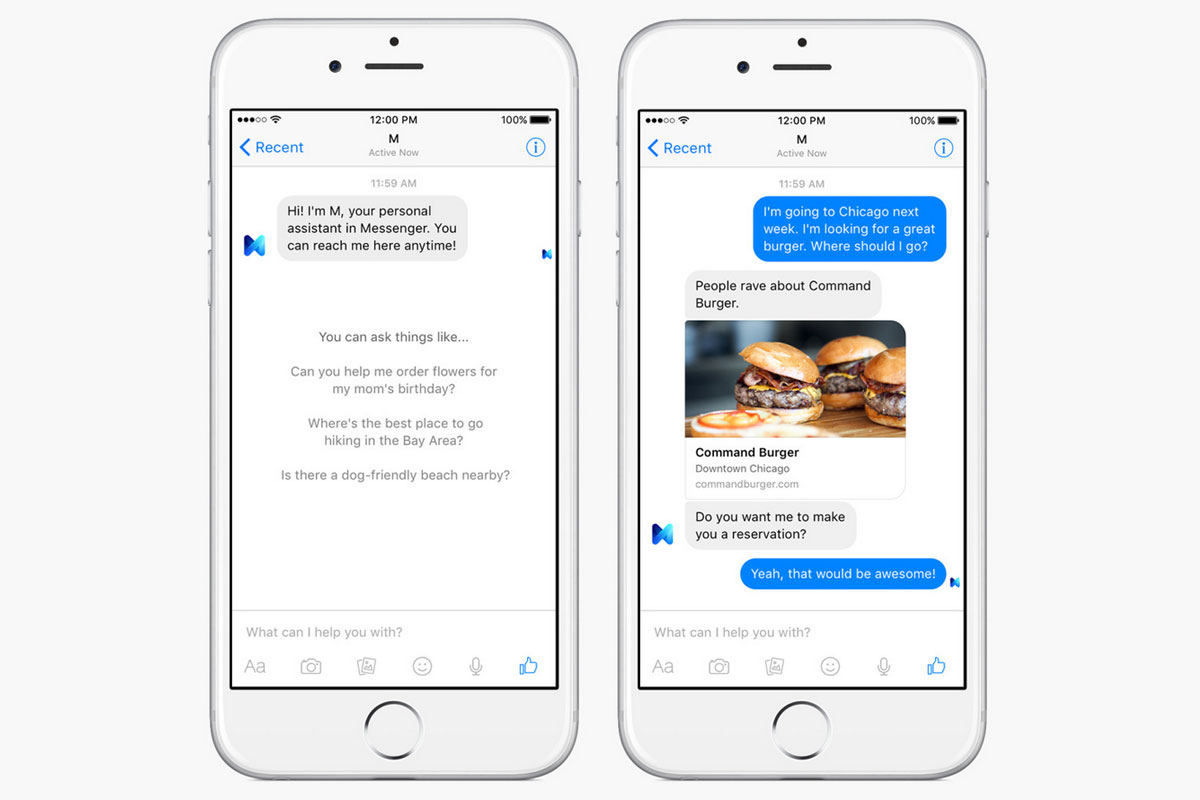 12:00 PM
100%
Recent
M
Active Now
11:59 AM
Hi! I'm M, your personal
assistant in Messenger. You
can reach me here anytime!
You can ask things like...
Can you help me order flowers for
my mom's birthday?
Where's the best place to go
hiking in the Bay Area?
Is there a dog-friendly beach nearby?
What can I help you with?
Aa
12:00 PM
100%
Recent
M
Active Now
11:59 AM
I'm going to Chicago next
week. I'm looking for a great
burger. Where should I go?
People rave about Command
Burger.
Command Burger
Downtown Chicago
commandburger.com
Do you want me to make
you a reservation?
Yeah, that would be awesome!
What can I help you with?
Aa